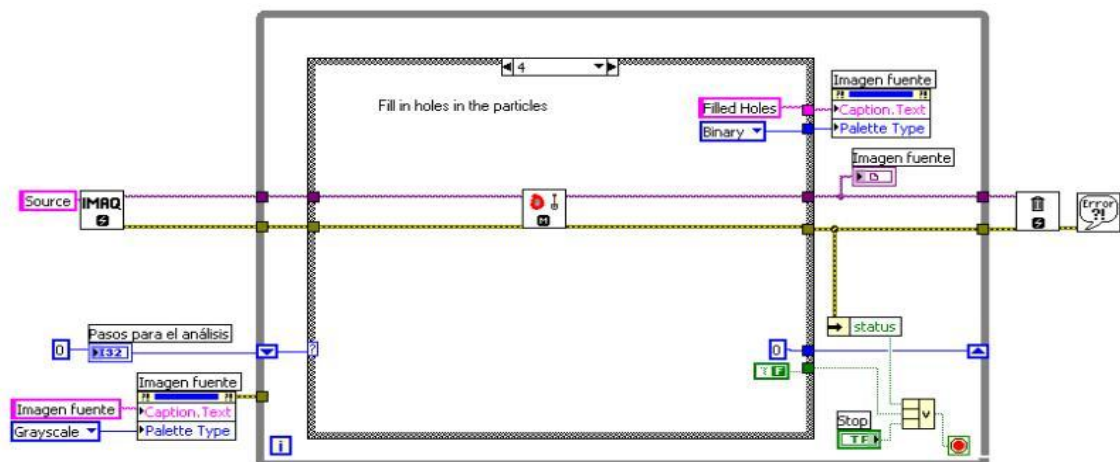 4
Fill in holes in the particles
Imagen fuente
Filled Holes
Caption.Text
Binary
Palette Type
Imagen fuente
Source
IMAQ
Error
?!
Pasos para el análisis
status
0
I32
0
Imagen fuente
Imagen fuente
Caption.Text
Grayscale
Palette Type
Stop
TF
i